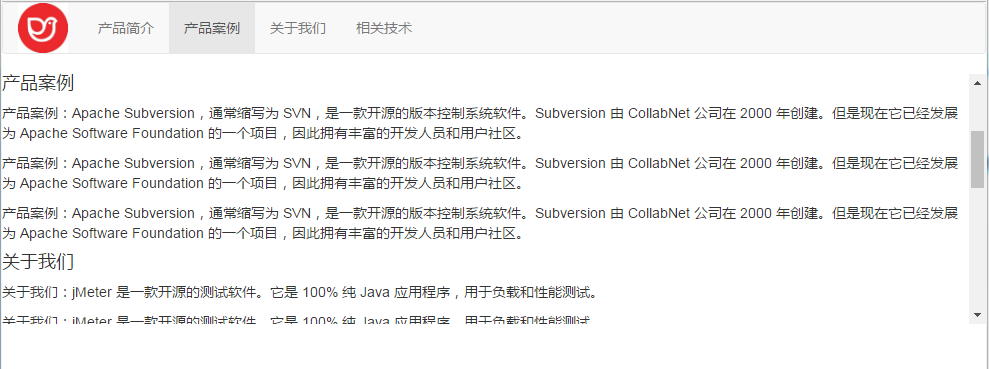 产品简介 产品案例 关于我们 相关技术
产品案例
产品案例：Apache Subversion，通常缩写为 SVN，是一款开源的版本控制系统软件。Subversion 由 CollabNet 公司在 2000 年创建。但是现在它已经发展
为 Apache Software Foundation 的一个项目，因此拥有丰富的开发人员和用户社区。
产品案例：Apache Subversion，通常缩写为 SVN，是一款开源的版本控制系统软件。Subversion 由 CollabNet 公司在 2000 年创建。但是现在它已经发展
为 Apache Software Foundation 的一个项目，因此拥有丰富的开发人员和用户社区。
产品案例：Apache Subversion，通常缩写为 SVN，是一款开源的版本控制系统软件。Subversion 由 CollabNet 公司在 2000 年创建。但是现在它已经发展
为 Apache Software Foundation 的一个项目，因此拥有丰富的开发人员和用户社区。
关于我们
关于我们：jMeter 是一款开源的测试软件。它是 100% 纯 Java 应用程序，用于负载和性能测试。
关于我们：jMeter 是一款开源的测试软件。它是 100% 纯 Java 应用程序，用于负载和性能测试。